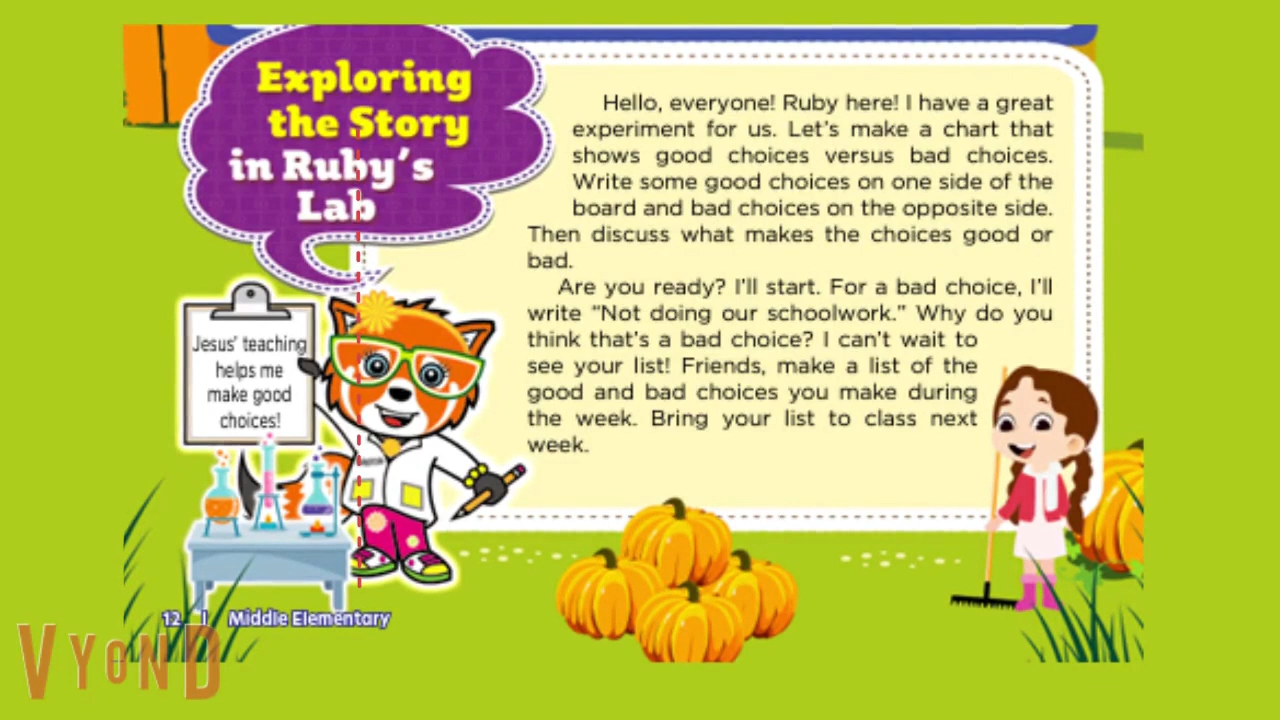 Exploring
the Story
in Ruby's
Lab
Hello, everyone! Ruby here! I have a great
experiment for us. Let's make a chart that
shows good choices versus bad choices.
Write some good choices on one side of the
board and bad choices on the opposite side.
Then discuss what makes the choices good or
bad.
Are you ready? I'll start. For a bad choice, I'll
write “Not doing our schoolwork.” Why do you
think that's a bad choice? I can't wait to
see your list! Friends, make a list of the
good and bad choices you make during
the week. Bring your list to class next
week.
Jesus' teaching
helps me
make good
choices!
12 | Middle Elementary
VYOND